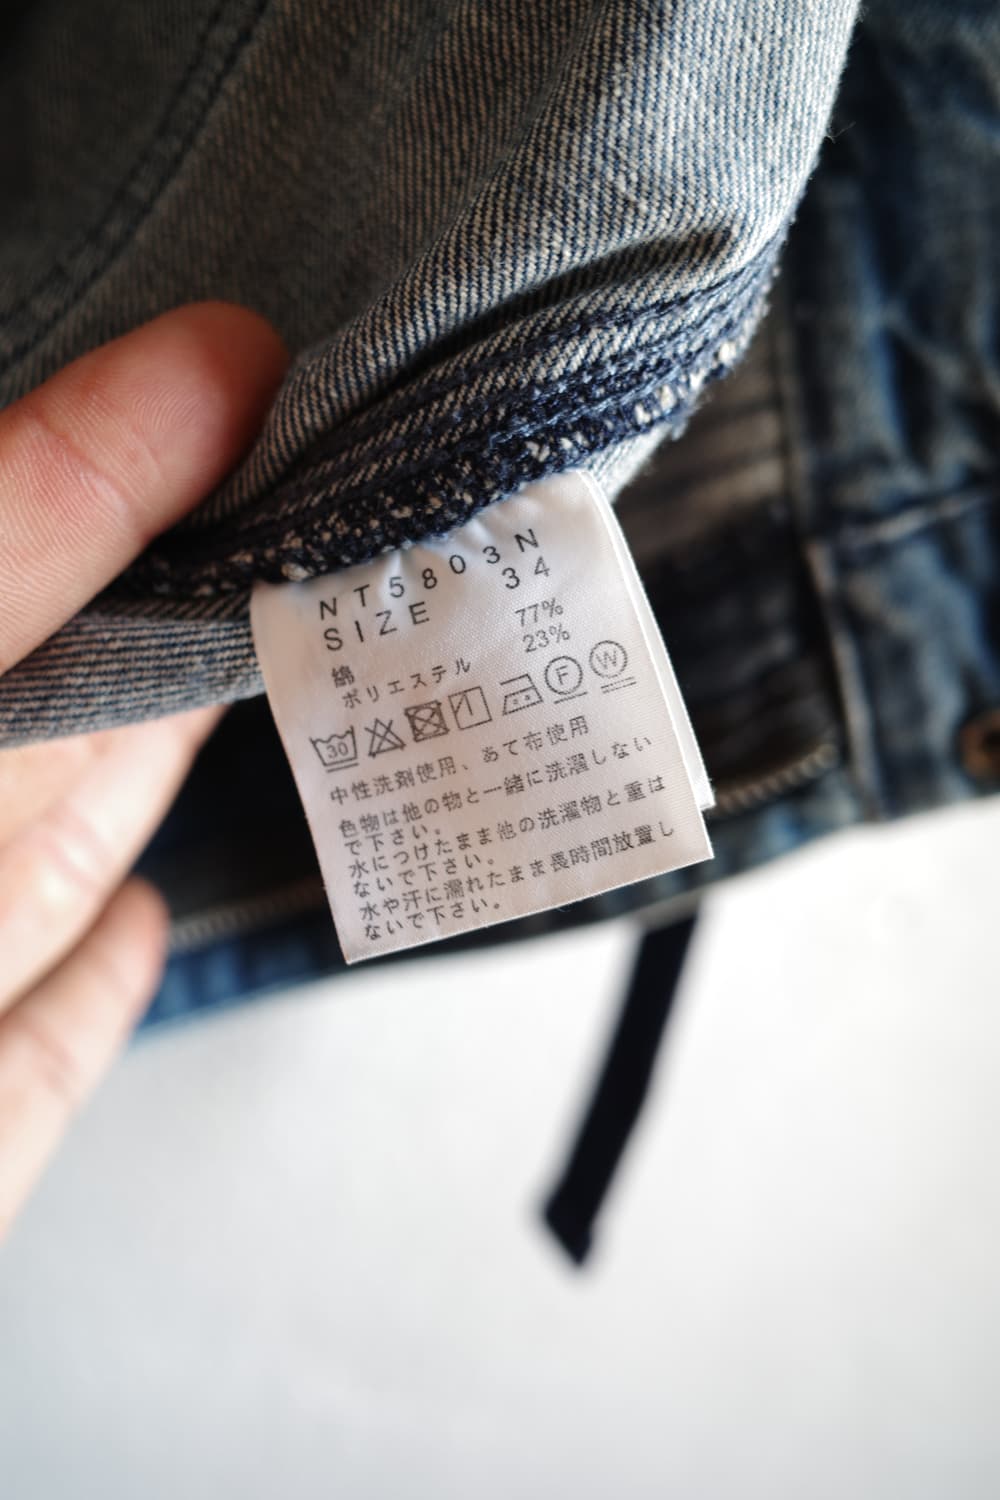 NT5803N
SIZE 34
綿 77%
ポリエステル 23%
30 F W
中性洗剤使用、あて布使用
色物は他の物と一緒に洗濯しない
で下さい。
水につけたまま他の洗濯物と重は
ないで下さい。
水や汗に濡れたまま長時間放置し
ないで下さい。